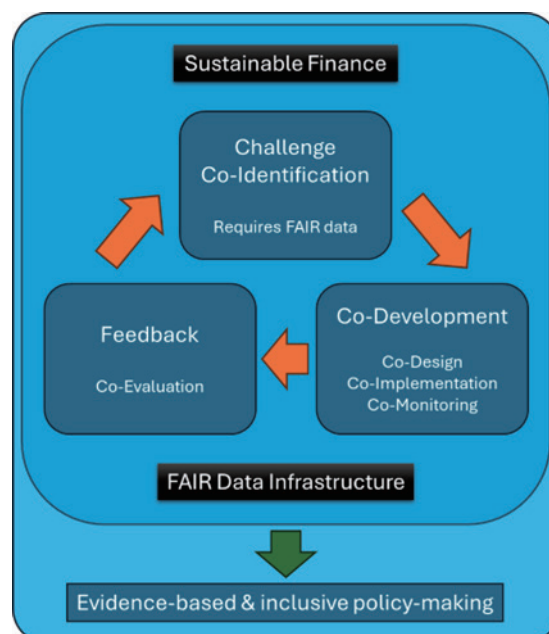 Sustainable Finance
Challenge
Co-Identification
Requires FAIR data
Feedback
Co-Evaluation
Co-Development
Co-Design
Co-Implementation
Co-Monitoring
FAIR Data Infrastructure
Evidence-based & inclusive policy-making